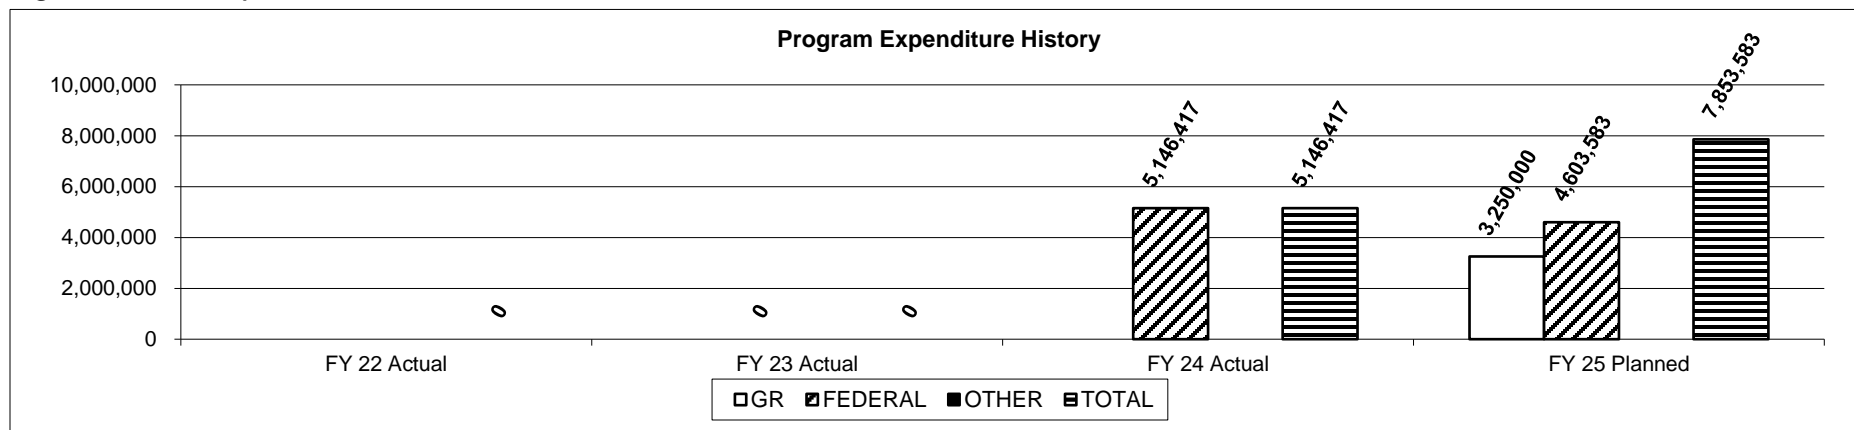 Program Expenditure History
10,000,000
8,000,000
6,000,000
4,000,000
2,000,000
0
0
0
0
5,146,417
5,146,417
3,250,000
4,603,583
7,853,583
FY 22 Actual
FY 23 Actual
FY 24 Actual
FY 25 Planned
GR FEDERAL OTHER TOTAL